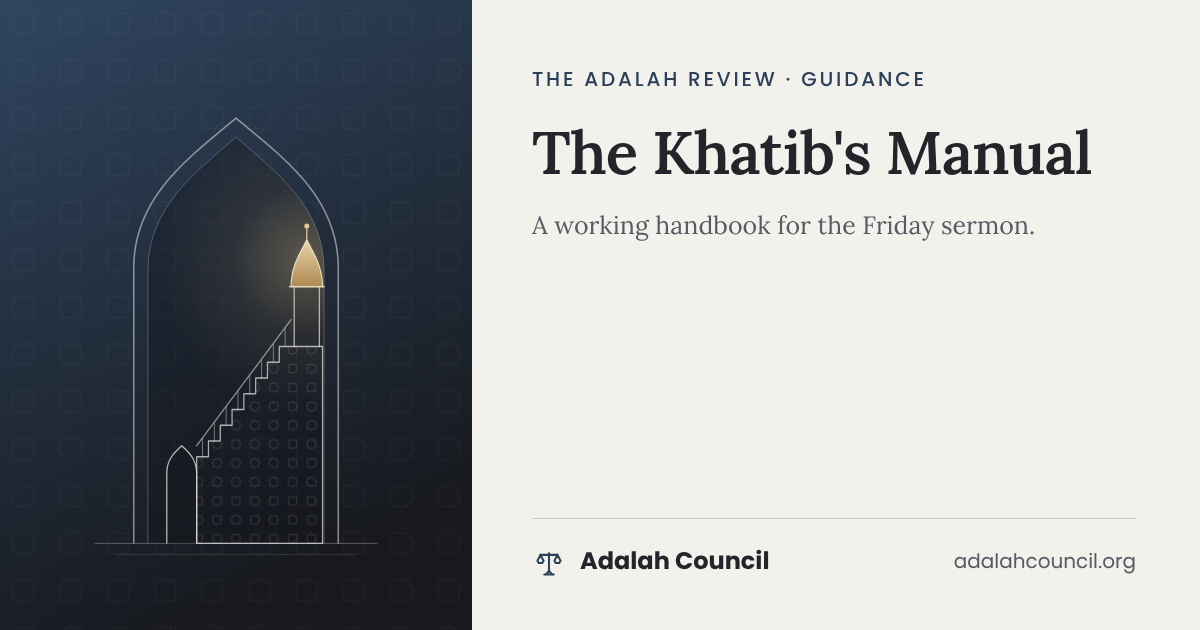 THE ADALAH REVIEW · GUIDANCE
The Khatib's Manual
A working handbook for the Friday sermon.
Adalah Council
adalahcouncil.org